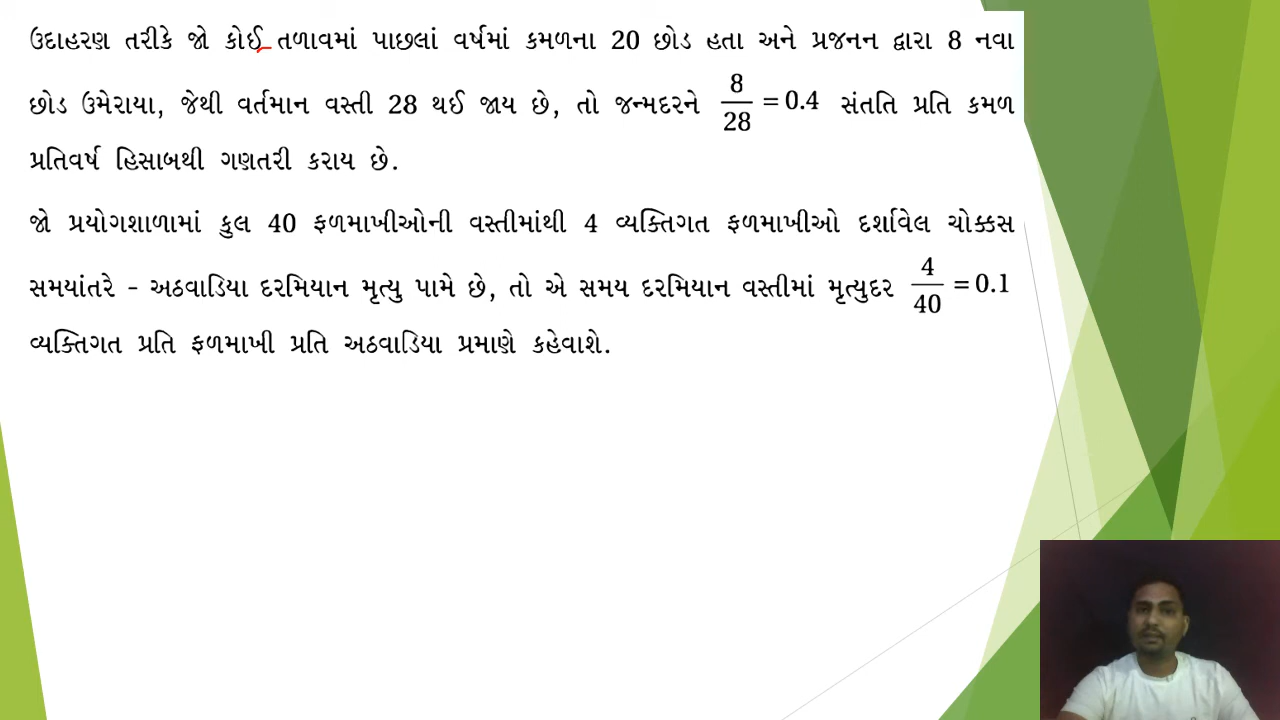 ઉદાહરણ તરીકે જો કોઈ તળાવમાં પાછલાં વર્ષમાં કમળના 20 છોડ હતા અને પ્રજનન દ્વારા 8 નવા
છોડ ઉમેરાયા, જેથી વર્તમાન વસ્તી 28 થઈ જાય છે, તો જન્મદરને 8/28 = 0.4 સંતતિ પ્રતિ કમળ
પ્રતિવર્ષ હિસાબથી ગણતરી કરાય છે.
જો પ્રયોગશાળામાં કુલ 40 ફળમાખીઓની વસ્તીમાંથી 4 વ્યક્તિગત ફળમાખીઓ દર્શાવેલ ચોક્કસ
સમયાંતરે - અઠવાડિયા દરમિયાન મૃત્યુ પામે છે, તો એ સમય દરમિયાન વસ્તીમાં મૃત્યુદર 4/40 = 0.1
વ્યક્તિગત પ્રતિ ફળમાખી પ્રતિ અઠવાડિયા પ્રમાણે કહેવાશે.